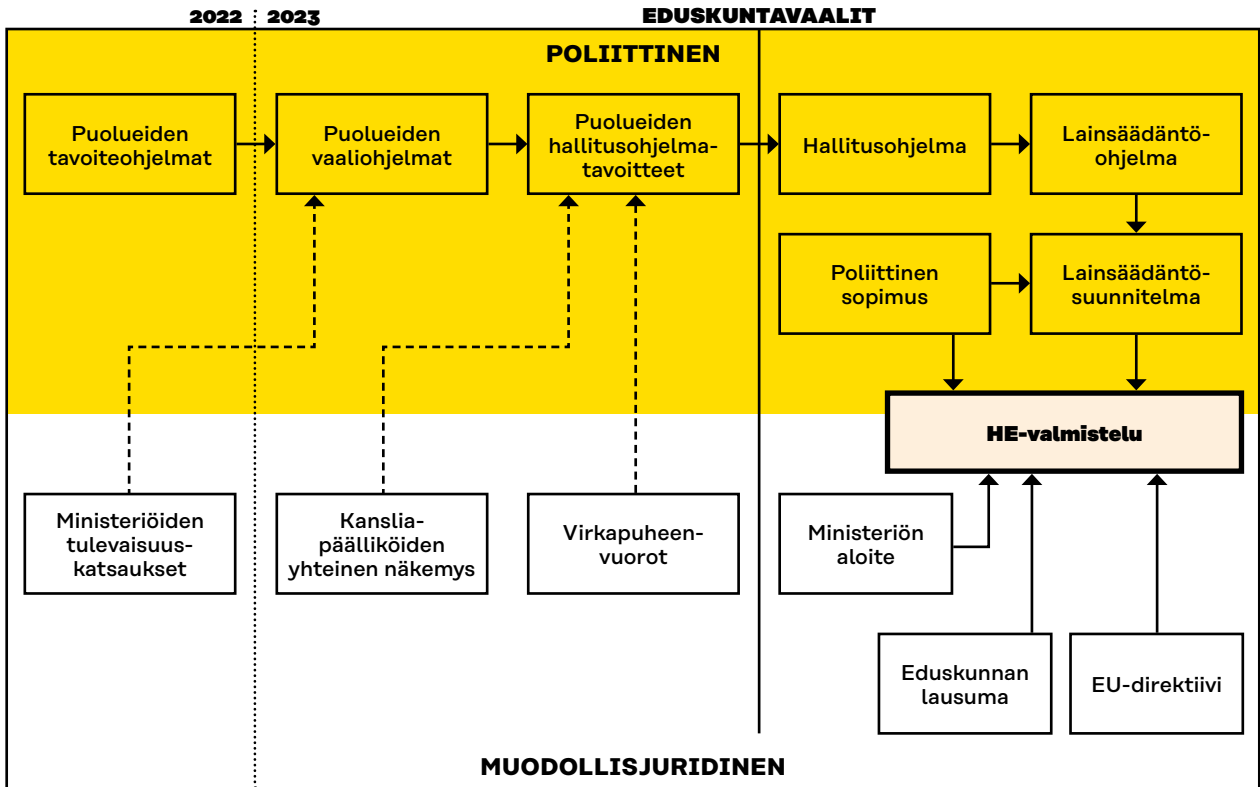 2022
2023
EDUSKUNTAVAALIT
POLIITTINEN
Puolueiden
tavoiteohjelmat
Puolueiden
vaaliohjelmat
Puolueiden
hallitusohjelma-
tavoitteet
Hallitusohjelma
Lainsäädäntö-
ohjelma
Poliittinen
sopimus
Lainsäädäntö-
suunnitelma
HE-valmistelu
Ministeriöiden
tulevaisuus-
katsaukset
Kanslia-
päälliköiden
yhteinen näkemys
Virkapuheen-
vuorot
Ministeriön
aloite
Eduskunnan
lausuma
EU-direktiivi
MUODOLLISJURIDINEN